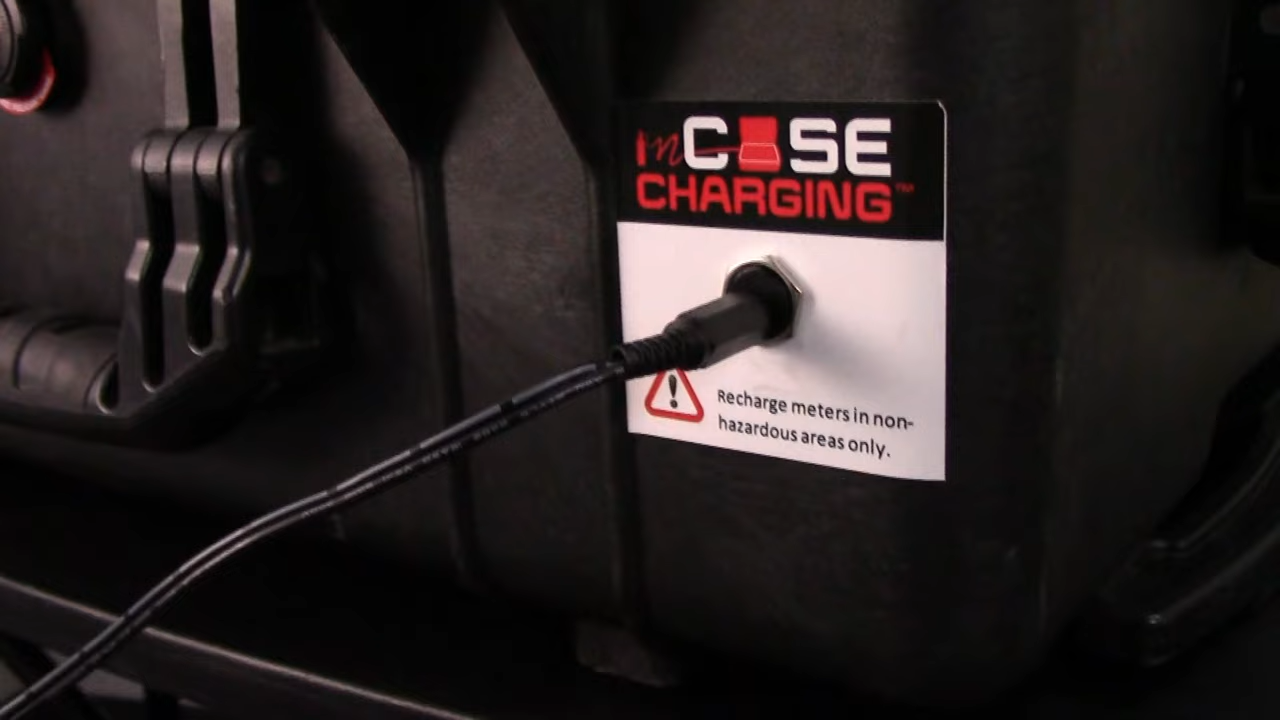 inCASE
CHARGING™
Recharge meters in non-
hazardous areas only.